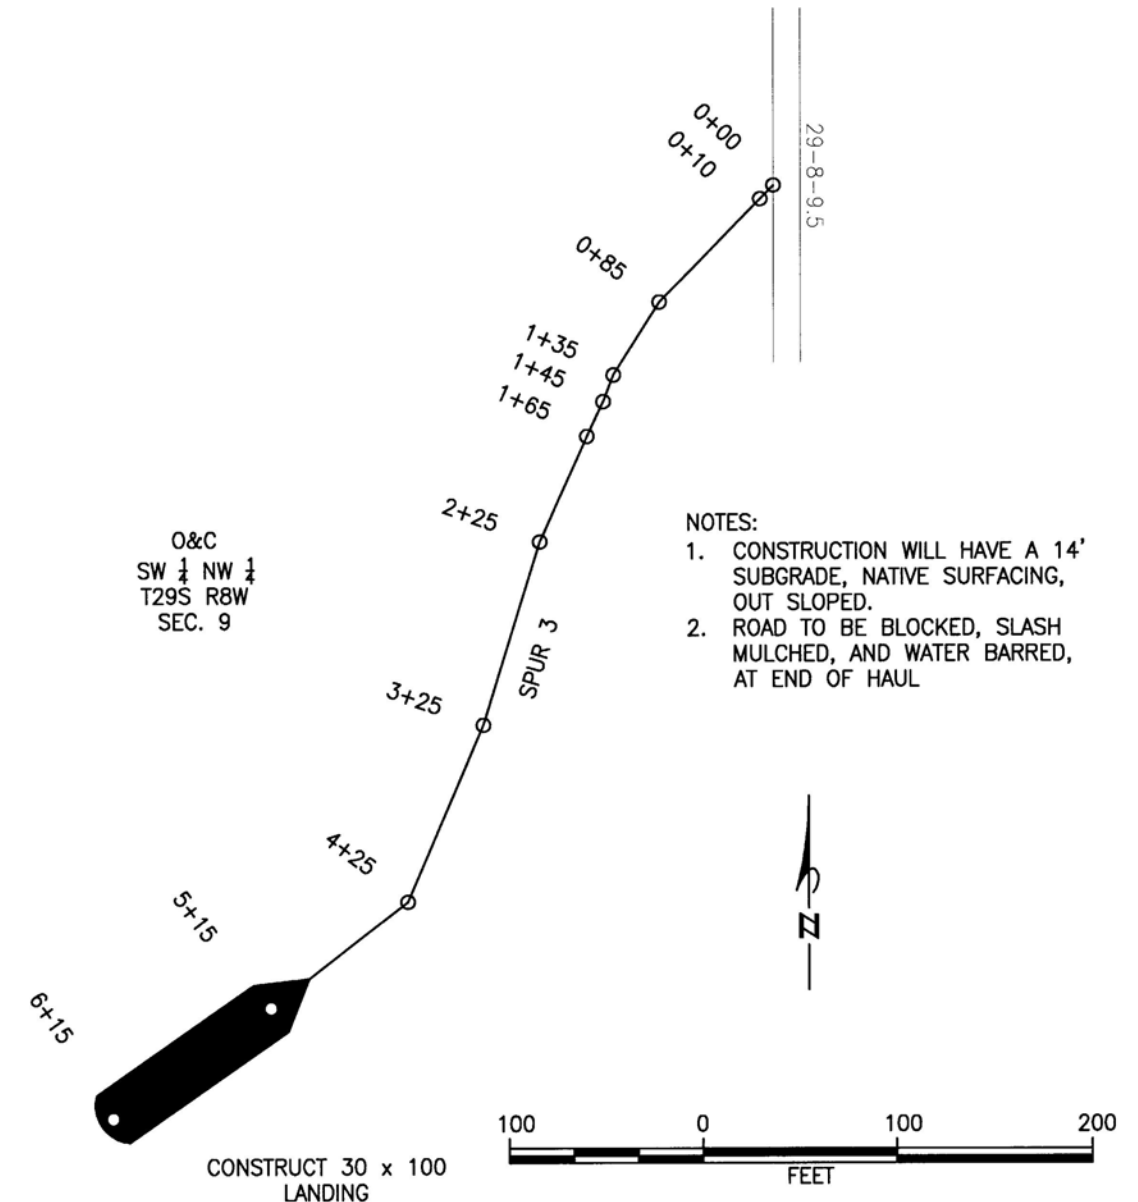 0+00
0+10
29-8-9.5
0+85
1+35
1+45
1+65
2+25
O&C
SW 1/4 NW 1/4
T29S R8W
SEC. 9
NOTES:
1. CONSTRUCTION WILL HAVE A 14'
SUBGRADE, NATIVE SURFACING,
OUT SLOPED.
2. ROAD TO BE BLOCKED, SLASH
MULCHED, AND WATER BARRED,
AT END OF HAUL
SPUR 3
3+25
4+25
5+15
6+15
N
100 0 100 200
FEET
CONSTRUCT 30 x 100
LANDING